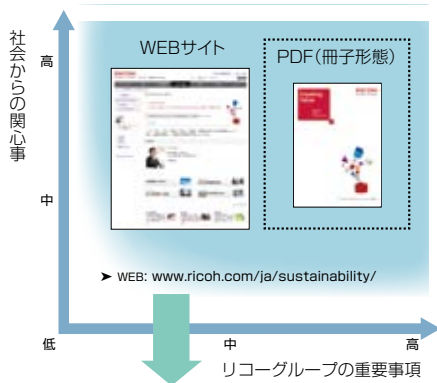 社会からの関心事
高
中
低
WEBサイト
PDF(冊子形態)
➤ WEB: www.ricoh.com/ja/sustainability/
中
高
リコーグループの重要事項